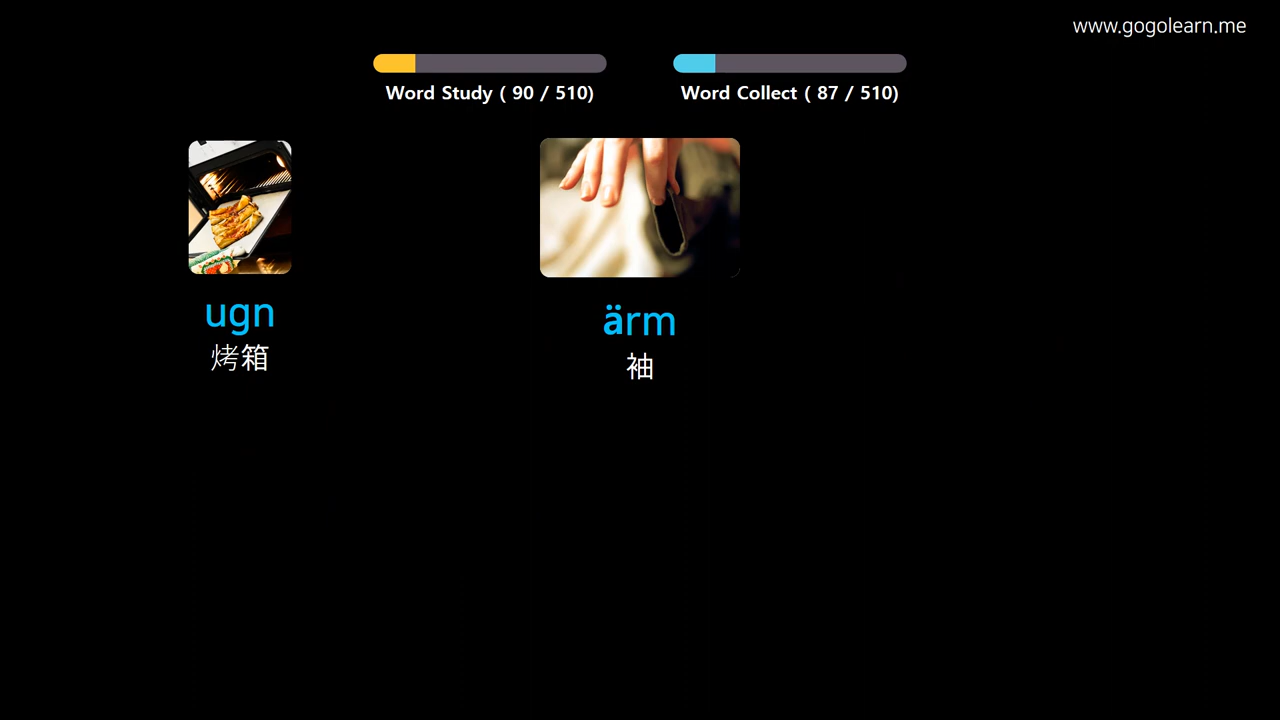 www.gogolearn.me
Word Study ( 90 / 510)
Word Collect ( 87 / 510)
ugn
烤箱
ärm
袖